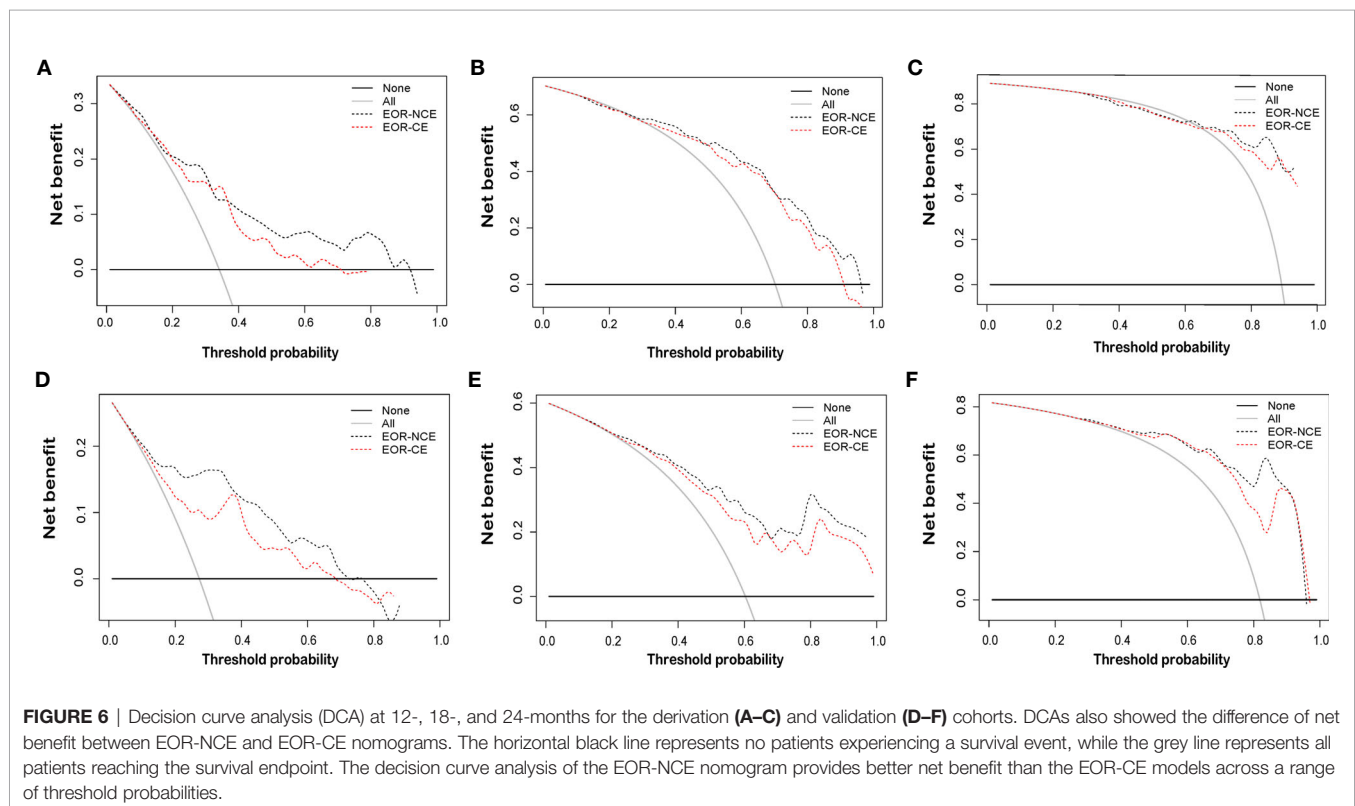 A
None
All
EOR-NCE
EOR-CE
Net benefit
0.3
0.2
0.1
0.0
0.0 0.2 0.4 0.6 0.8 1.0
Threshold probability
B
None
All
EOR-NCE
EOR-CE
Net benefit
0.6
0.4
0.2
0.0
0.0 0.2 0.4 0.6 0.8 1.0
Threshold probability
C
None
All
EOR-NCE
EOR-CE
Net benefit
0.8
0.6
0.4
0.2
0.0
0.0 0.2 0.4 0.6 0.8 1.0
Threshold probability
D
None
All
EOR-NCE
EOR-CE
Net benefit
0.2
0.1
0.0
0.0 0.2 0.4 0.6 0.8 1.0
Threshold probability
E
None
All
EOR-NCE
EOR-CE
Net benefit
0.6
0.4
0.2
0.0
0.0 0.2 0.4 0.6 0.8 1.0
Threshold probability
F
None
All
EOR-NCE
EOR-CE
Net benefit
0.8
0.6
0.4
0.2
0.0
0.0 0.2 0.4 0.6 0.8 1.0
Threshold probability
FIGURE 6 | Decision curve analysis (DCA) at 12-, 18-, and 24-months for the derivation (A–C) and validation (D–F) cohorts. DCAs also showed the difference of net
benefit between EOR-NCE and EOR-CE nomograms. The horizontal black line represents no patients experiencing a survival event, while the grey line represents all
patients reaching the survival endpoint. The decision curve analysis of the EOR-NCE nomogram provides better net benefit than the EOR-CE models across a range
of threshold probabilities.